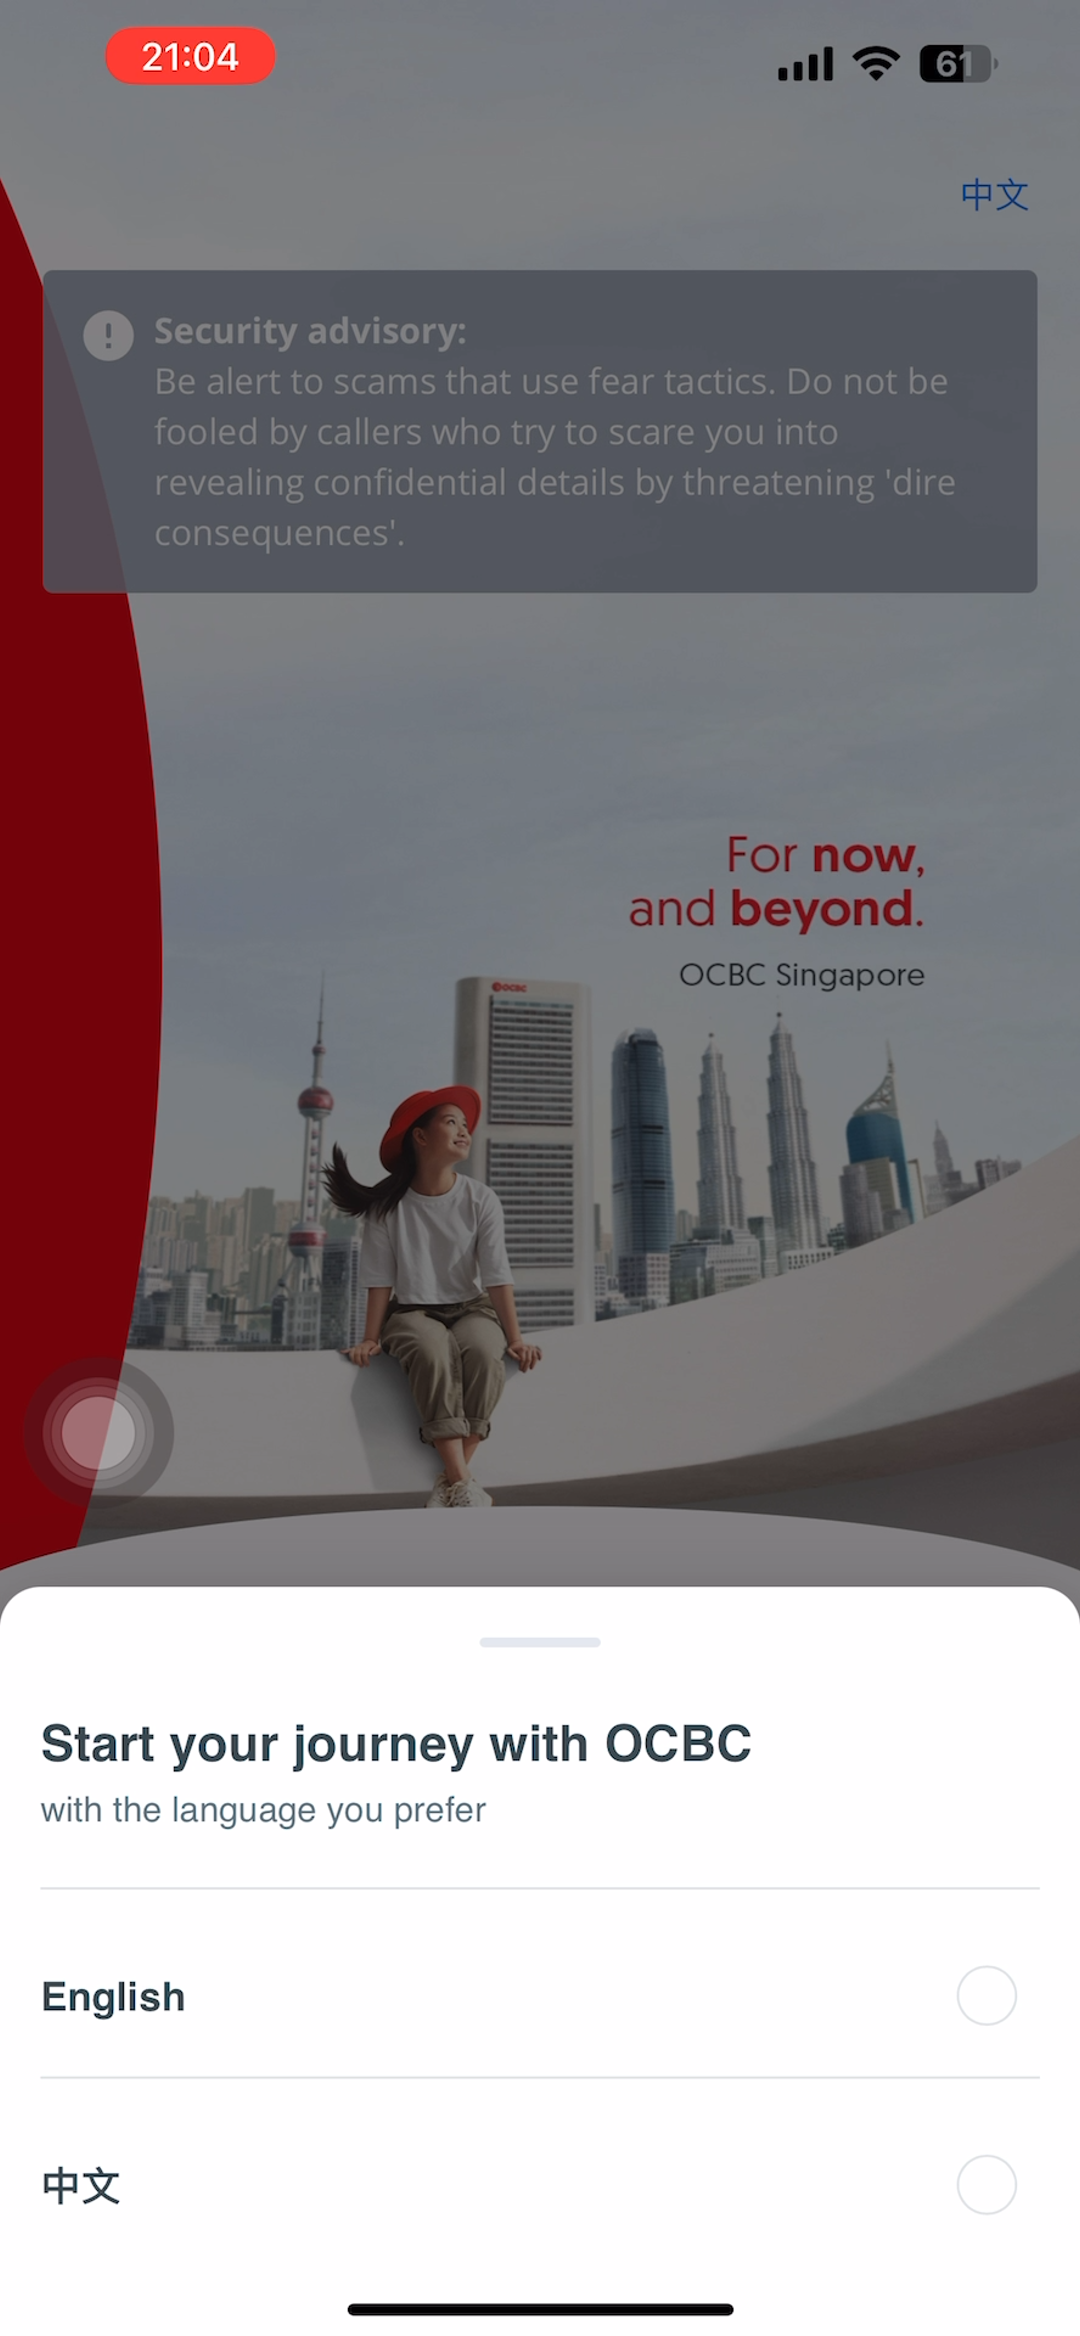 21:04
61
中文
Security advisory:
Be alert to scams that use fear tactics. Do not be
fooled by callers who try to scare you into
revealing confidential details by threatening 'dire
consequences'.
For now,
and beyond.
OCBC Singapore
OCBC
Start your journey with OCBC
with the language you prefer
English
中文